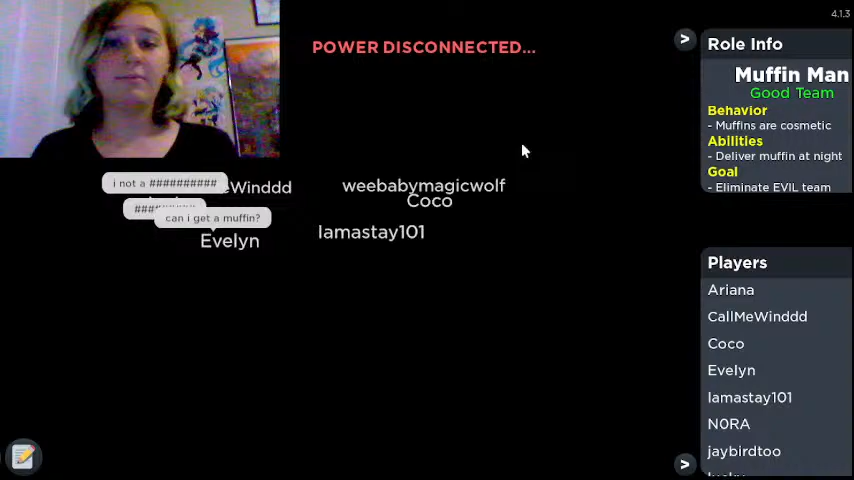 4.1.3
POWER DISCONNECTED...
>
Role Info
Muffin Man
Good Team
Behavior
- Muffins are cosmetic
Abilities
- Deliver muffin at night
Goal
- Eliminate EVIL team
i not a ##########
eWinddd
weebabymagicwolf
Coco
can i get a muffin?
Evelyn
Iamastay101
Players
Ariana
CallMeWinddd
Coco
Evelyn
Iamastay101
N0RA
jaybirdtoo
>